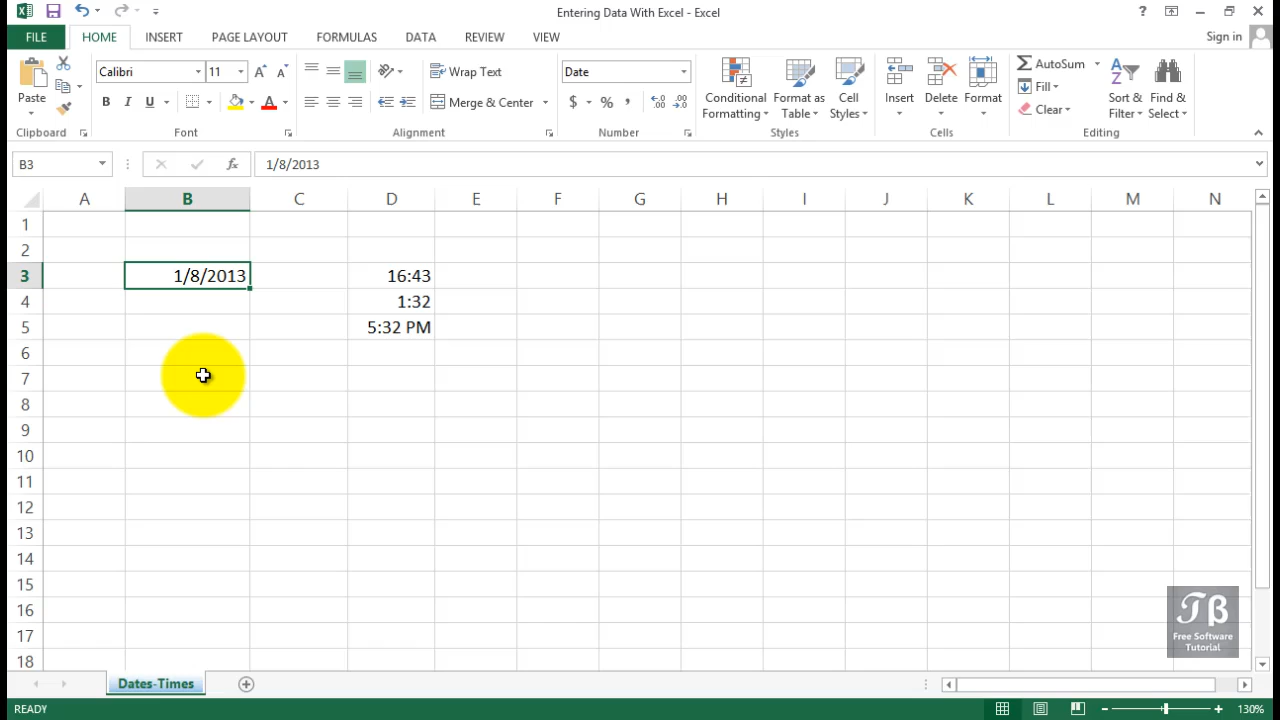 Entering Data With Excel - Excel
?
FILE HOME INSERT PAGE LAYOUT FORMULAS DATA REVIEW VIEW Sign in
Paste
Clipboard
Calibri 11
B I U A
Font
Wrap Text
Merge & Center
Alignment
Date
$ % ,
Number
Conditional Formatting
Format as Table
Cell Styles
Styles
Insert Delete Format
Cells
AutoSum
Fill
Clear
Sort & Filter
Find & Select
Editing
B3 fx 1/8/2013
A B C D E F G H I J K L M N
1
2
3 1/8/2013 16:43
4 1:32
5 5:32 PM
6
7
8
9
10
11
12
13
14
15
16
17
18
Tβ
Free Software
Tutorial
Dates-Times
READY 130%